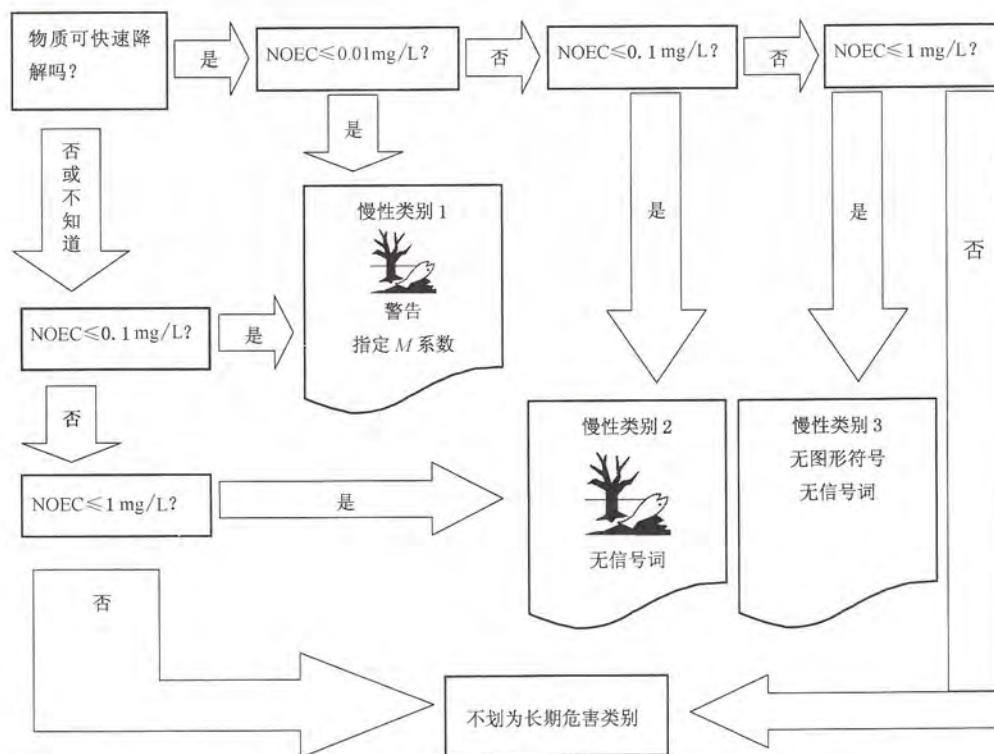 物质可快速降
解吗？
是
NOEC≤0.01mg/L？
否
NOEC≤0.1mg/L？
否
NOEC≤1mg/L？
是
否或不知道
慢性类别1
警告
指定M系数
是
是
否
NOEC≤0.1mg/L？
是
否
慢性类别2
无信号词
慢性类别3
无图形符号
无信号词
NOEC≤1mg/L？
是
否
不划为长期危害类别